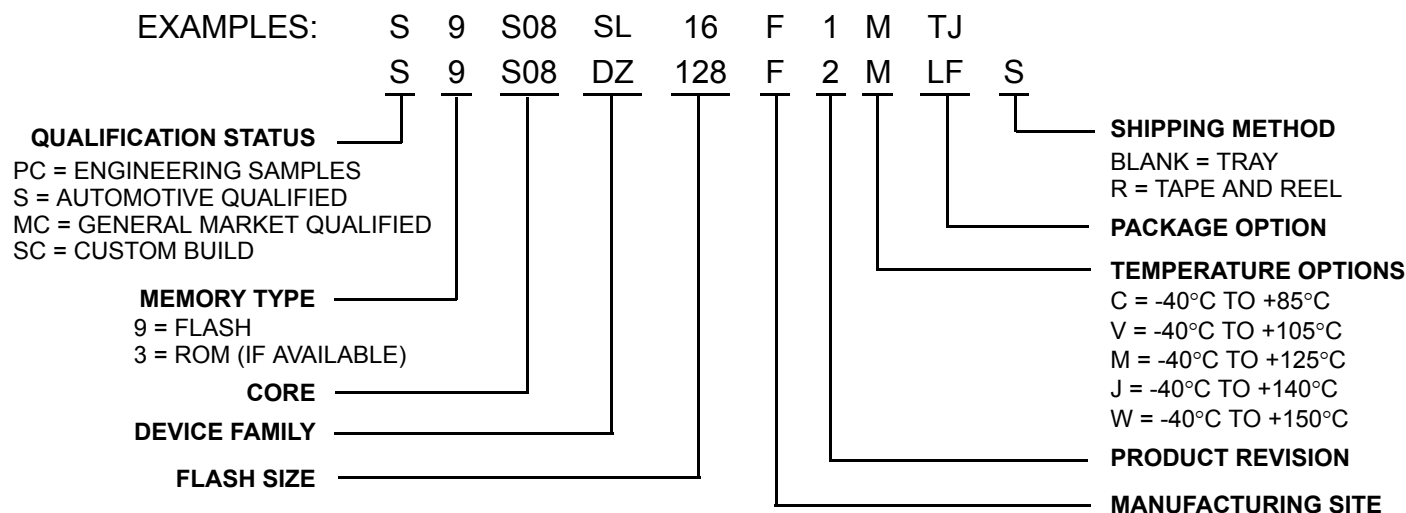 EXAMPLES: S 9 S08 SL 16 F 1 M TJ
S 9 S08 DZ 128 F 2 M LF S
QUALIFICATION STATUS
PC = ENGINEERING SAMPLES
S = AUTOMOTIVE QUALIFIED
MC = GENERAL MARKET QUALIFIED
SC = CUSTOM BUILD
MEMORY TYPE
9 = FLASH
3 = ROM (IF AVAILABLE)
CORE
DEVICE FAMILY
FLASH SIZE
SHIPPING METHOD
BLANK = TRAY
R = TAPE AND REEL
PACKAGE OPTION
TEMPERATURE OPTIONS
C = -40°C TO +85°C
V = -40°C TO +105°C
M = -40°C TO +125°C
J = -40°C TO +140°C
W = -40°C TO +150°C
PRODUCT REVISION
MANUFACTURING SITE